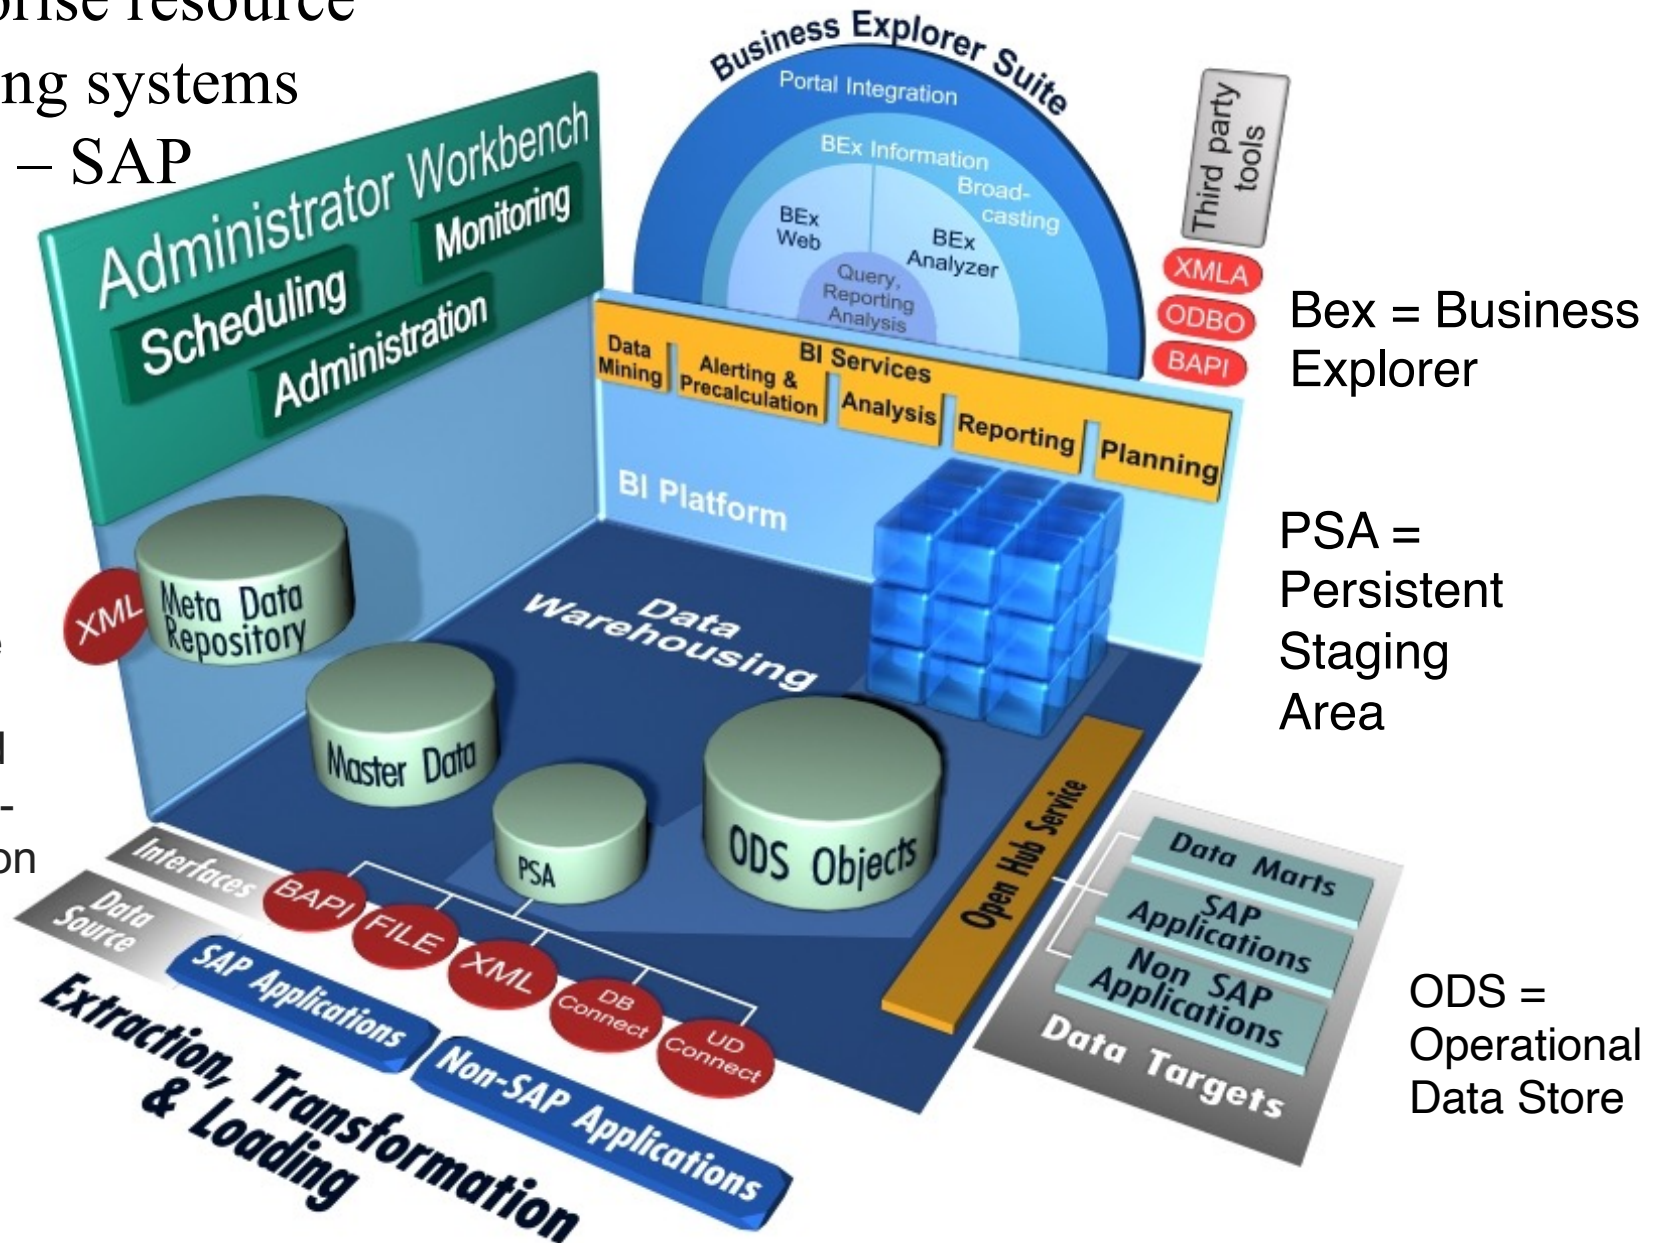 prise resource
ng systems
– SAP
Business Explorer Suite
Portal Integration
BEx Information
Broad-
casting
BEx
Web
BEx
Analyzer
Query,
Reporting
Analysis
Third party
tools
XMLA
ODBO
BAPI
Bex = Business
Explorer
Administrator Workbench
Monitoring
Scheduling
Administration
BI Services
Data
Mining
Alerting &
Precalculation
Analysis
Reporting
Planning
BI Platform
PSA =
Persistent
Staging
Area
XML
Meta Data
Repository
Data
Warehousing
Master Data
PSA
ODS Objects
Open Hub Service
Data Marts
SAP
Applications
Non SAP
Applications
Data Targets
ODS =
Operational
Data Store
on
Interfaces
BAPI
FILE
XML
DB
Connect
UD
Connect
Data
Source
SAP Applications
Non-SAP Applications
Extraction, Transformation
& Loading